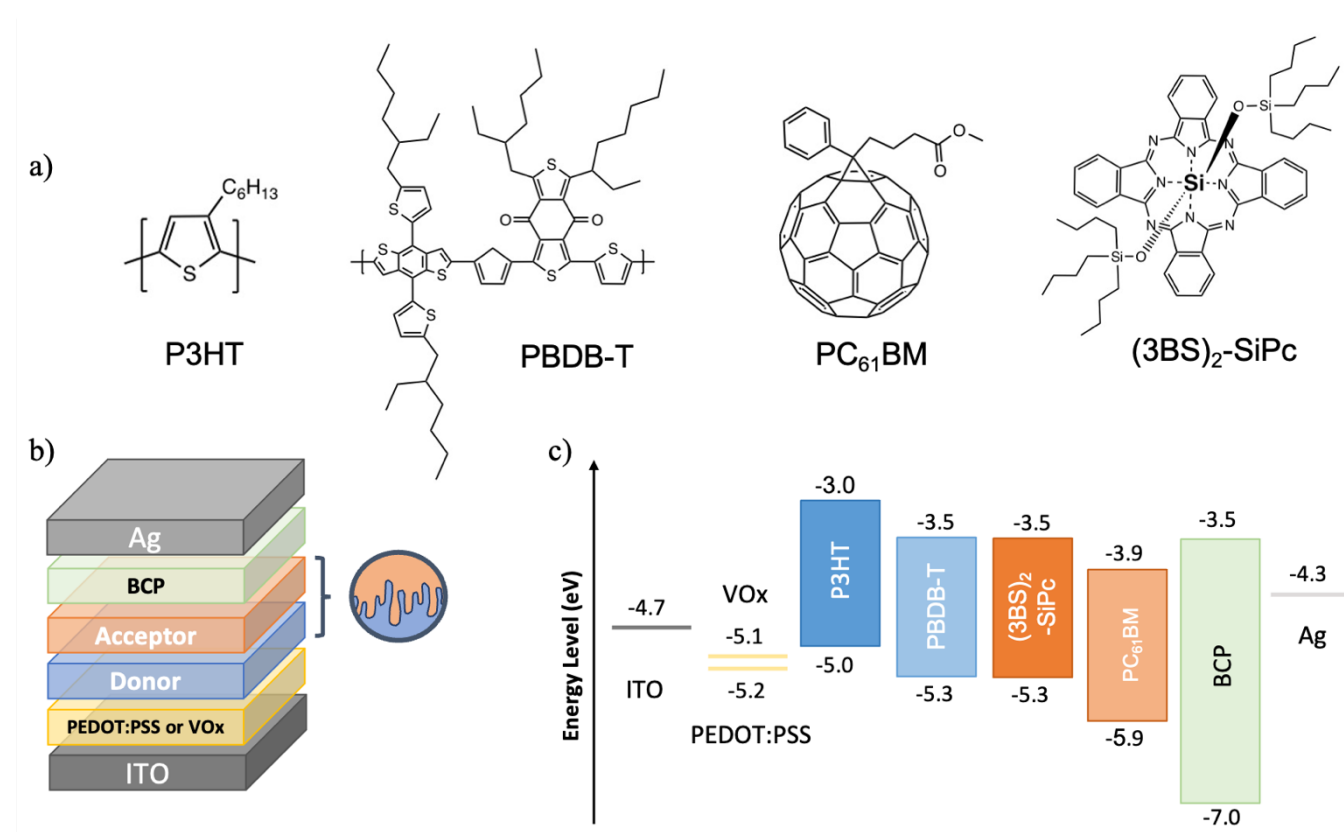 a)
C₆H₁₃
S
P3HT
S
S
S
S
S
O
O
S
S
S
PBDB-T
O
O
PC₆₁BM
O
Si
N
N
N
N
Si
N
N
N
N
Si
O
(3BS)₂-SiPc
b)
Ag
BCP
Acceptor
Donor
PEDOT:PSS or VOx
ITO
c)
Energy Level (eV)
-4.7
ITO
VOx
-5.1
-5.2
PEDOT:PSS
-3.0
P3HT
-5.0
-3.5
PBDB-T
-5.3
-3.5
(3BS)₂
-SiPc
-5.3
-3.9
PC₆₁BM
-5.9
-3.5
BCP
-7.0
-4.3
Ag